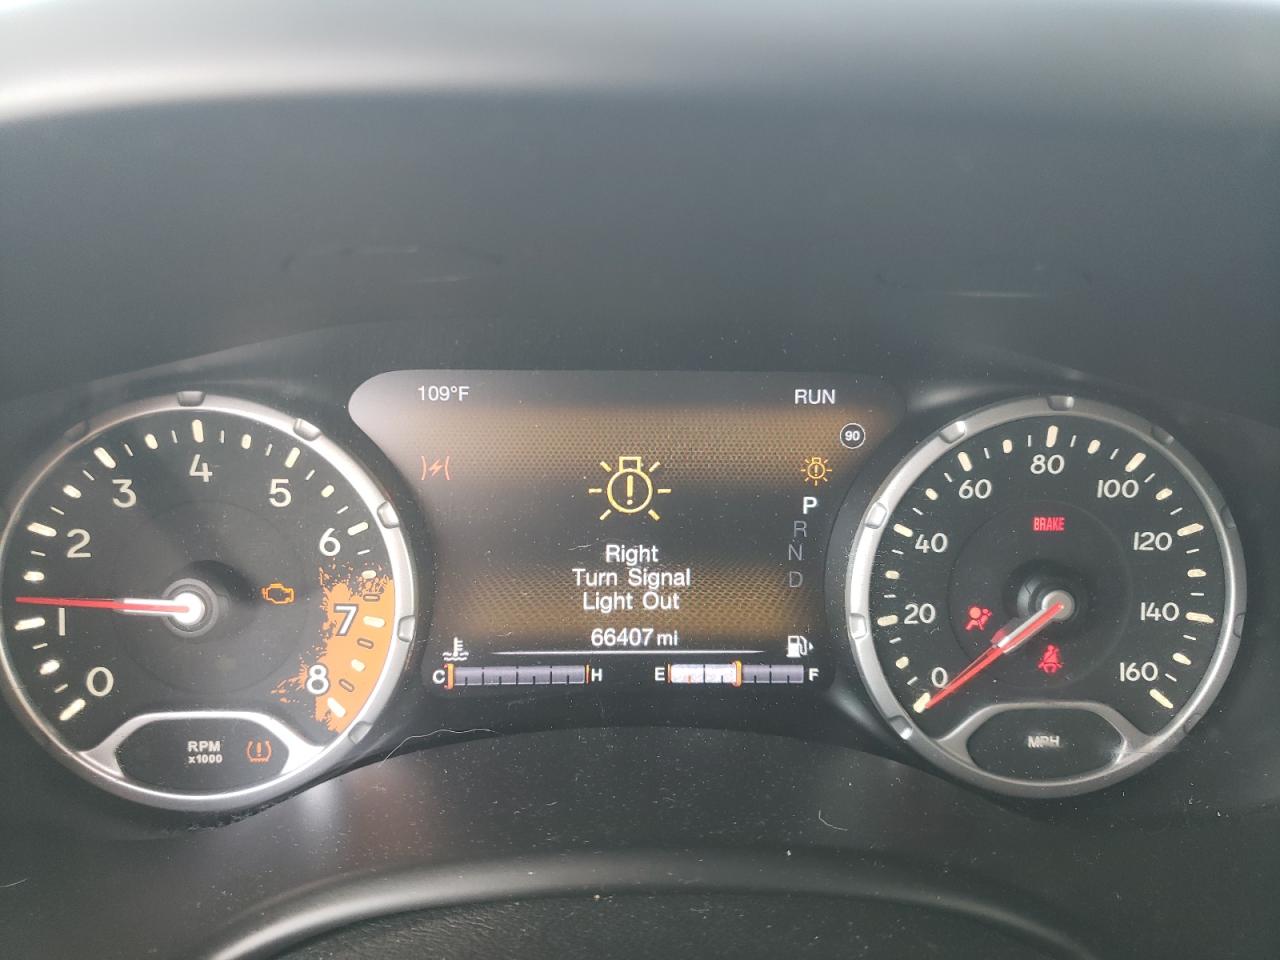 109°F
RUN
90
Right
Turn Signal
Light Out
66407 mi
P
R
N
D
C
H
E
F
0
1
2
3
4
5
6
7
8
RPM
x1000
0
20
40
60
80
100
120
140
160
BRAKE
MPH